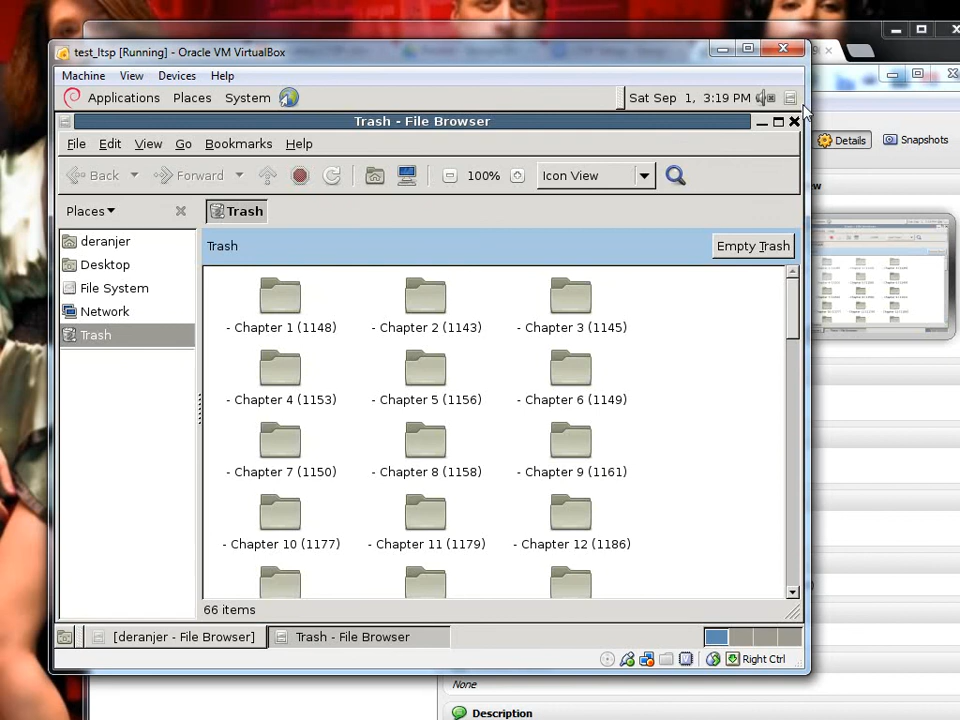 test_ltsp [Running] - Oracle VM VirtualBox
Machine View Devices Help
Applications Places System Sat Sep 1, 3:19 PM
Trash - File Browser
File Edit View Go Bookmarks Help
Back Forward 100% Icon View
Places Trash
Trash Empty Trash
deranjer
Desktop
File System
Network
Trash
- Chapter 1 (1148) - Chapter 2 (1143) - Chapter 3 (1145)
- Chapter 4 (1153) - Chapter 5 (1156) - Chapter 6 (1149)
- Chapter 7 (1150) - Chapter 8 (1158) - Chapter 9 (1161)
- Chapter 10 (1177) - Chapter 11 (1179) - Chapter 12 (1186)
66 items
[deranjer - File Browser] Trash - File Browser
Right Ctrl
Details Snapshots
None
Description